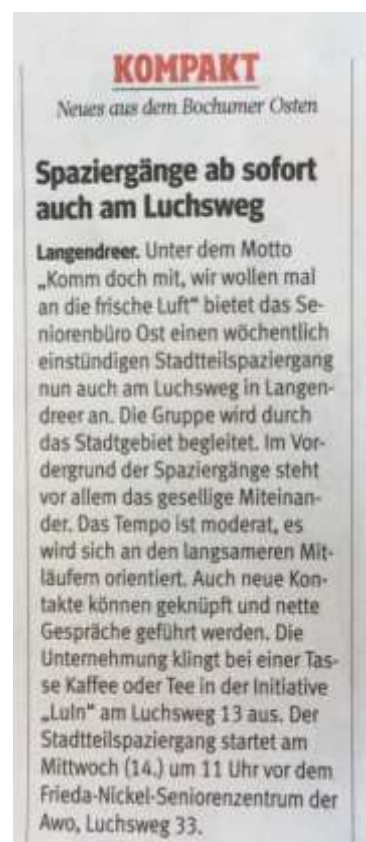 KOMPAKT
Neues aus dem Bochumer Osten
Spaziergänge ab sofort
auch am Luchsweg
Langendreer. Unter dem Motto
„Komm doch mit, wir wollen mal
an die frische Luft“ bietet das Se-
niorenbüro Ost einen wöchentlich
einstündigen Stadtteilspaziergang
nun auch am Luchsweg in Langen-
dreer an. Die Gruppe wird durch
das Stadtgebiet begleitet. Im Vor-
dergrund der Spaziergänge steht
vor allem das gesellige Miteinan-
der. Das Tempo ist moderat, es
wird sich an den langsameren Mit-
läufern orientiert. Auch neue Kon-
takte können geknüpft und nette
Gespräche geführt werden. Die
Unternehmung klingt bei einer Tas-
se Kaffee oder Tee in der Initiative
„LuIn“ am Luchsweg 13 aus. Der
Stadtteilspaziergang startet am
Mittwoch (14.) um 11 Uhr vor dem
Frieda-Nickel-Seniorenzentrum der
Awo, Luchsweg 33.